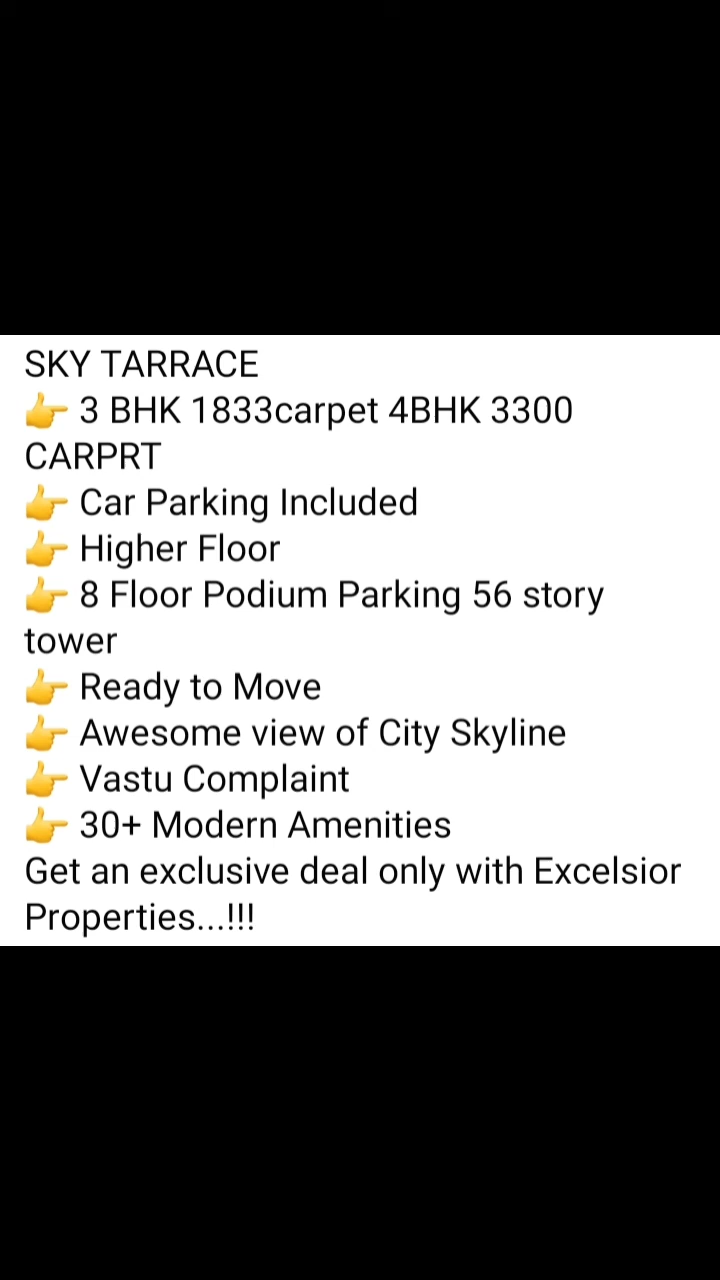 SKY TARRACE
👉 3 BHK 1833carpet 4BHK 3300
CARPRT
👉 Car Parking Included
👉 Higher Floor
👉 8 Floor Podium Parking 56 story
tower
👉 Ready to Move
👉 Awesome view of City Skyline
👉 Vastu Complaint
👉 30+ Modern Amenities
Get an exclusive deal only with Excelsior
Properties...!!!